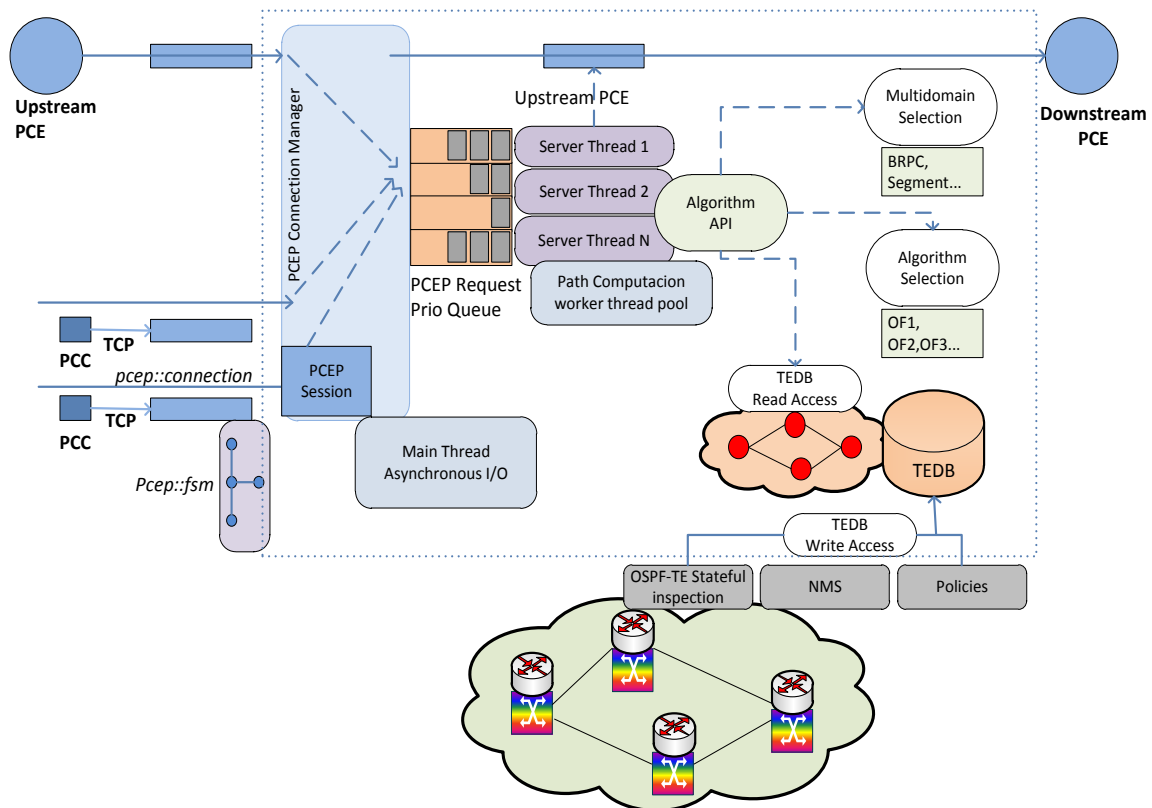 Upstream
PCE
PCEP Connection Manager
Upstream PCE
Multidomain
Selection
BRPC,
Segment...
Downstream
PCE
Server Thread 1
Server Thread 2
Server Thread N
Algorithm
API
Algorithm
Selection
OF1,
OF2,OF3...
PCEP Request
Prio Queue
Path Computacion
worker thread pool
PCC
TCP
pcep::connection
PCEP
Session
PCC
TCP
Main Thread
Asynchronous I/O
Pcep::fsm
TEDB
Read Access
TEDB
TEDB
Write Access
OSPF-TE Stateful
inspection
NMS
Policies